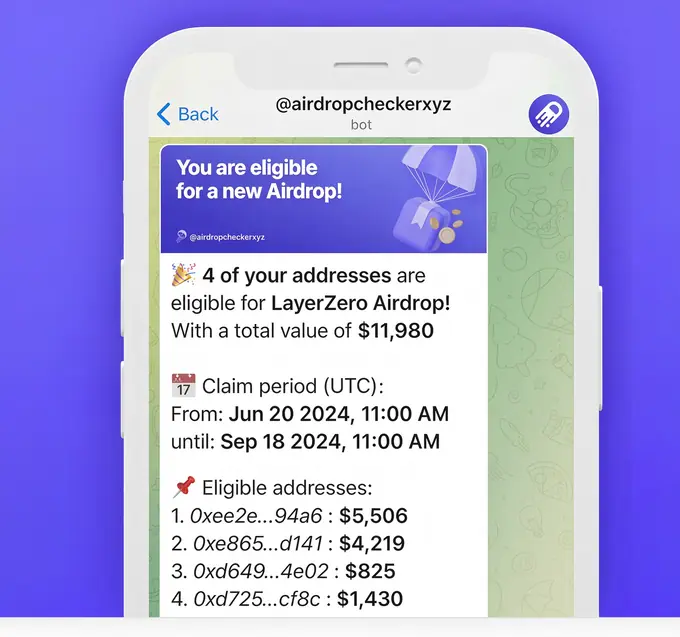 Back
@airdropcheckerxyz
bot
You are eligible
for a new Airdrop!
@airdropcheckerxyz
🎉 4 of your addresses are
eligible for LayerZero Airdrop!
With a total value of $11,980
📅 Claim period (UTC):
From: Jun 20 2024, 11:00 AM
until: Sep 18 2024, 11:00 AM
📌 Eligible addresses:
1. 0xee2e...94a6 : $5,506
2. 0xe865...d141 : $4,219
3. 0xd649...4e02 : $825
4. 0xd725...cf8c : $1,430